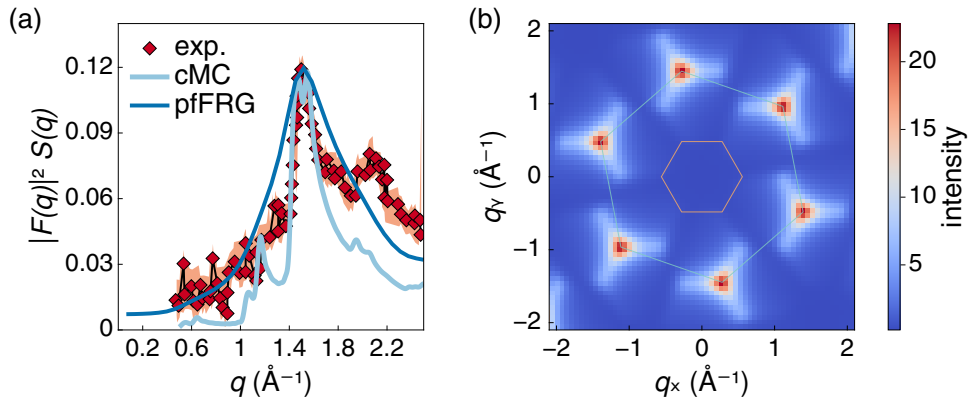 (a)
exp.
cMC
pfFRG
|F(q)|² S(q)
0.12
0.09
0.06
0.03
0
0.2
0.6
1
1.4
1.8
2.2
q (Å⁻¹)
(b)
qᵧ (Å⁻¹)
2
1
0
-1
-2
-2
-1
0
1
2
qₓ (Å⁻¹)
20
15
10
5
intensity